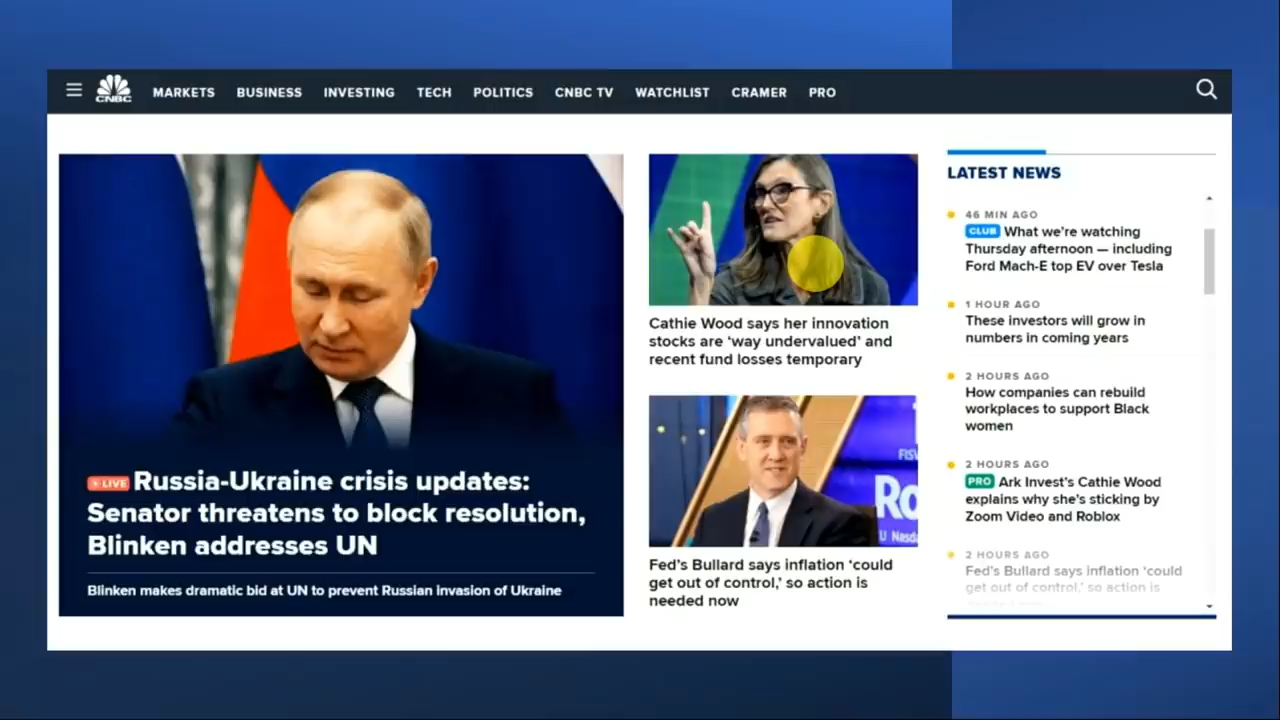 CNBC
MARKETS
BUSINESS
INVESTING
TECH
POLITICS
CNBC TV
WATCHLIST
CRAMER
PRO
LIVE Russia-Ukraine crisis updates:
Senator threatens to block resolution,
Blinken addresses UN
Blinken makes dramatic bid at UN to prevent Russian invasion of Ukraine
Cathie Wood says her innovation
stocks are ‘way undervalued’ and
recent fund losses temporary
FIS
Ro
U Nasda
Fed’s Bullard says inflation ‘could
get out of control,’ so action is
needed now
LATEST NEWS
46 MIN AGO
CLUB What we’re watching
Thursday afternoon — including
Ford Mach-E top EV over Tesla
1 HOUR AGO
These investors will grow in
numbers in coming years
2 HOURS AGO
How companies can rebuild
workplaces to support Black
women
2 HOURS AGO
PRO Ark Invest’s Cathie Wood
explains why she’s sticking by
Zoom Video and Roblox
2 HOURS AGO
Fed’s Bullard says inflation ‘could
get out of control,’ so action is